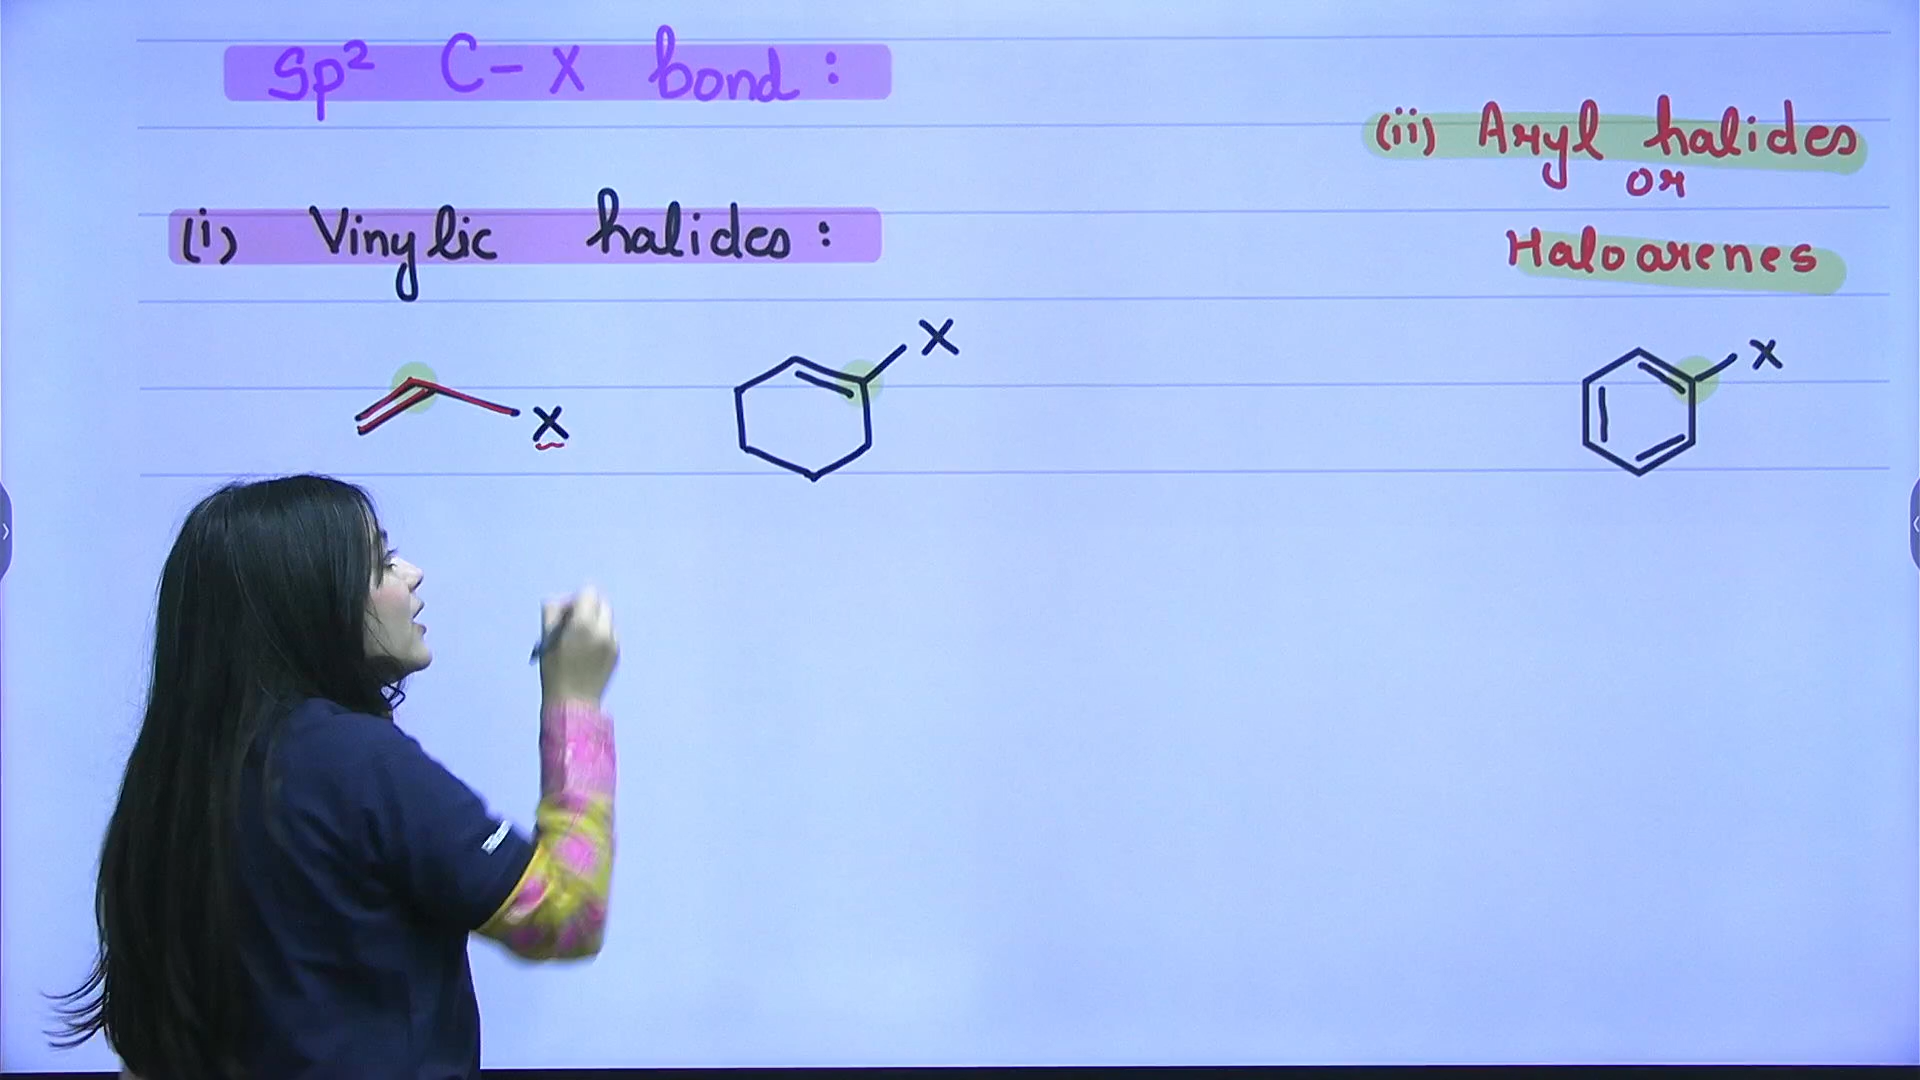 Sp² C-X bond:
(i) Vinylic halides:
X
X
(ii) Aryl halides
or
Haloarenes
X